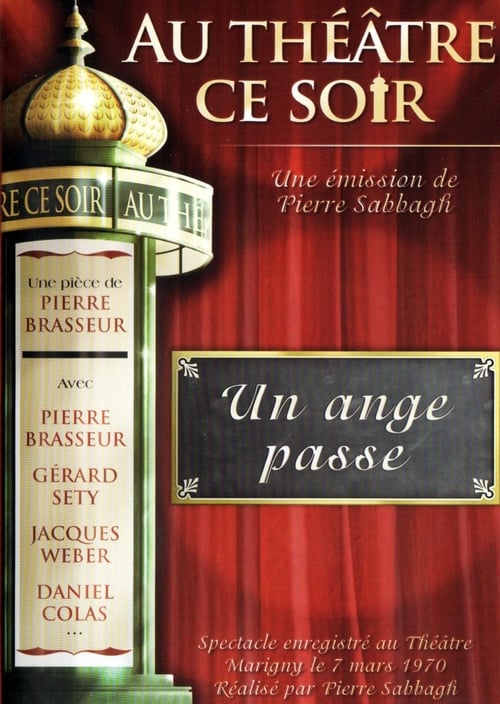 AU THÉÂTRE
CE SOIR
Une émission de
Pierre Sabbagh
RE CE SOIR AU THÉ
Une pièce de
PIERRE
BRASSEUR
Avec
PIERRE
BRASSEUR
GÉRARD
SETY
JACQUES
WEBER
DANIEL
COLAS
...
Un ange
passe
Spectacle enregistré au Théâtre
Marigny le 7 mars 1970
Réalisé par Pierre Sabbagh